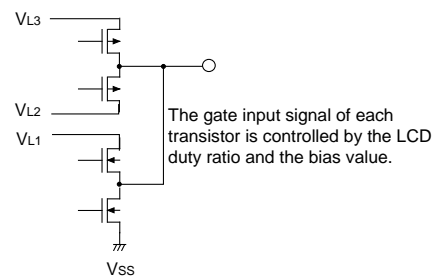 VL3
VL2
VL1
The gate input signal of each
transistor is controlled by the LCD
duty ratio and the bias value.
VSS